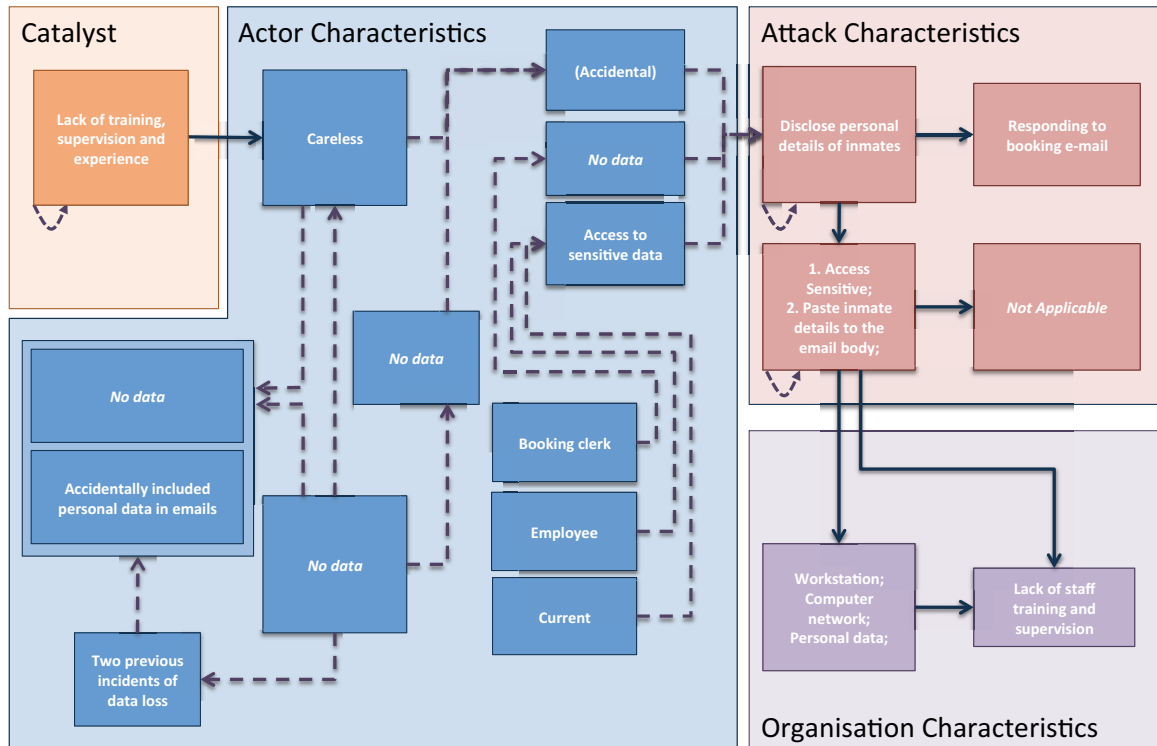 Catalyst
Lack of training,
supervision and
experience
Actor Characteristics
Careless
(Accidental)
No data
Access to
sensitive data
No data
No data
Accidentally included
personal data in emails
No data
Two previous
incidents of
data loss
Booking clerk
Employee
Current
Attack Characteristics
Disclose personal
details of inmates
Responding to
booking e-mail
1. Access
Sensitive;
2. Paste inmate
details to the
email body;
Not Applicable
Workstation;
Computer
network;
Personal data;
Lack of staff
training and
supervision
Organisation Characteristics